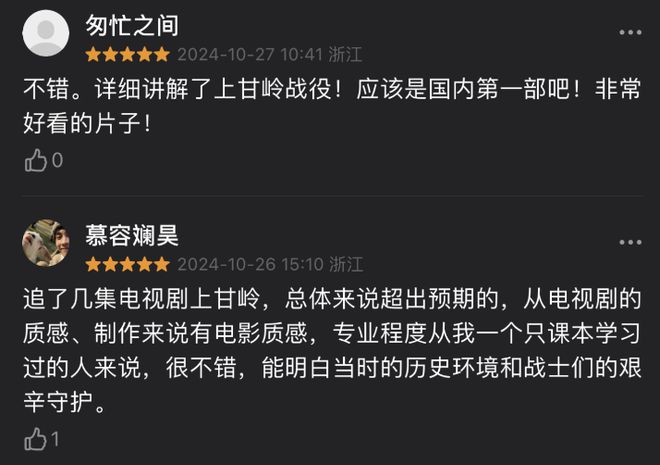 匆忙之间
2024-10-27 10:41 浙江
不错。详细讲解了上甘岭战役！应该是国内第一部吧！非常
好看的片子！
0
慕容斓昊
2024-10-26 15:10 浙江
追了几集电视剧上甘岭，总体来说超出预期的，从电视剧的
质感、制作来说有电影质感，专业程度从我一个只课本学习
过的人来说，很不错，能明白当时的历史环境和战士们的艰
辛守护。
1